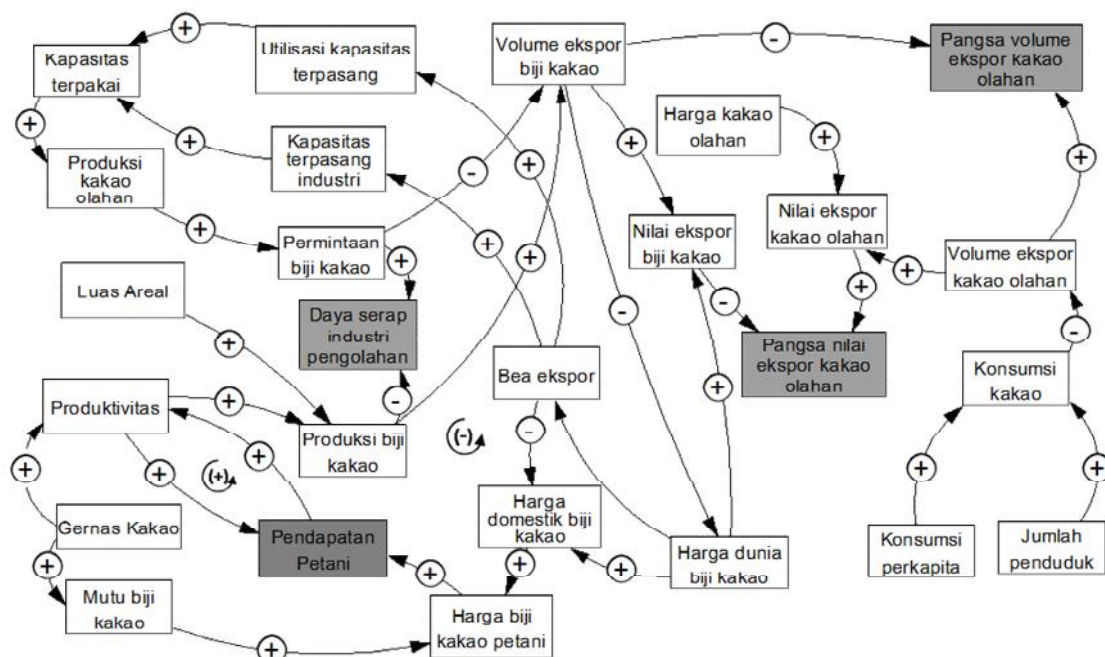 Kapasitas
terpakai
Utilisasi kapasitas
terpasang
Volume ekspor
biji kakao
Pangsa volume
ekspor kakao
olahan
+
-
Harga kakao
olahan
+
Kapasitas
terpasang
industri
+
+
+
+
Produksi
kakao
olahan
-
+
+
Nilai ekspor
kakao olahan
Nilai ekspor
biji kakao
Permintaan
biji kakao
+
+
+
+
+
Volume ekspor
kakao olahan
Luas Areal
Daya serap
industri
pengolahan
-
-
+
-
Pangsa nilai
ekspor kakao
olahan
Bea ekspor
+
Konsumsi
kakao
Produktivitas
+
-
Produksi biji
kakao
-
(-)
+
+
(+)
+
+
Gernas Kakao
Pendapatan
Petani
Harga
domestik biji
kakao
Harga dunia
biji kakao
Konsumsi
perkapita
Jumlah
penduduk
+
+
+
+
Mutu biji
kakao
+
Harga biji
kakao petani